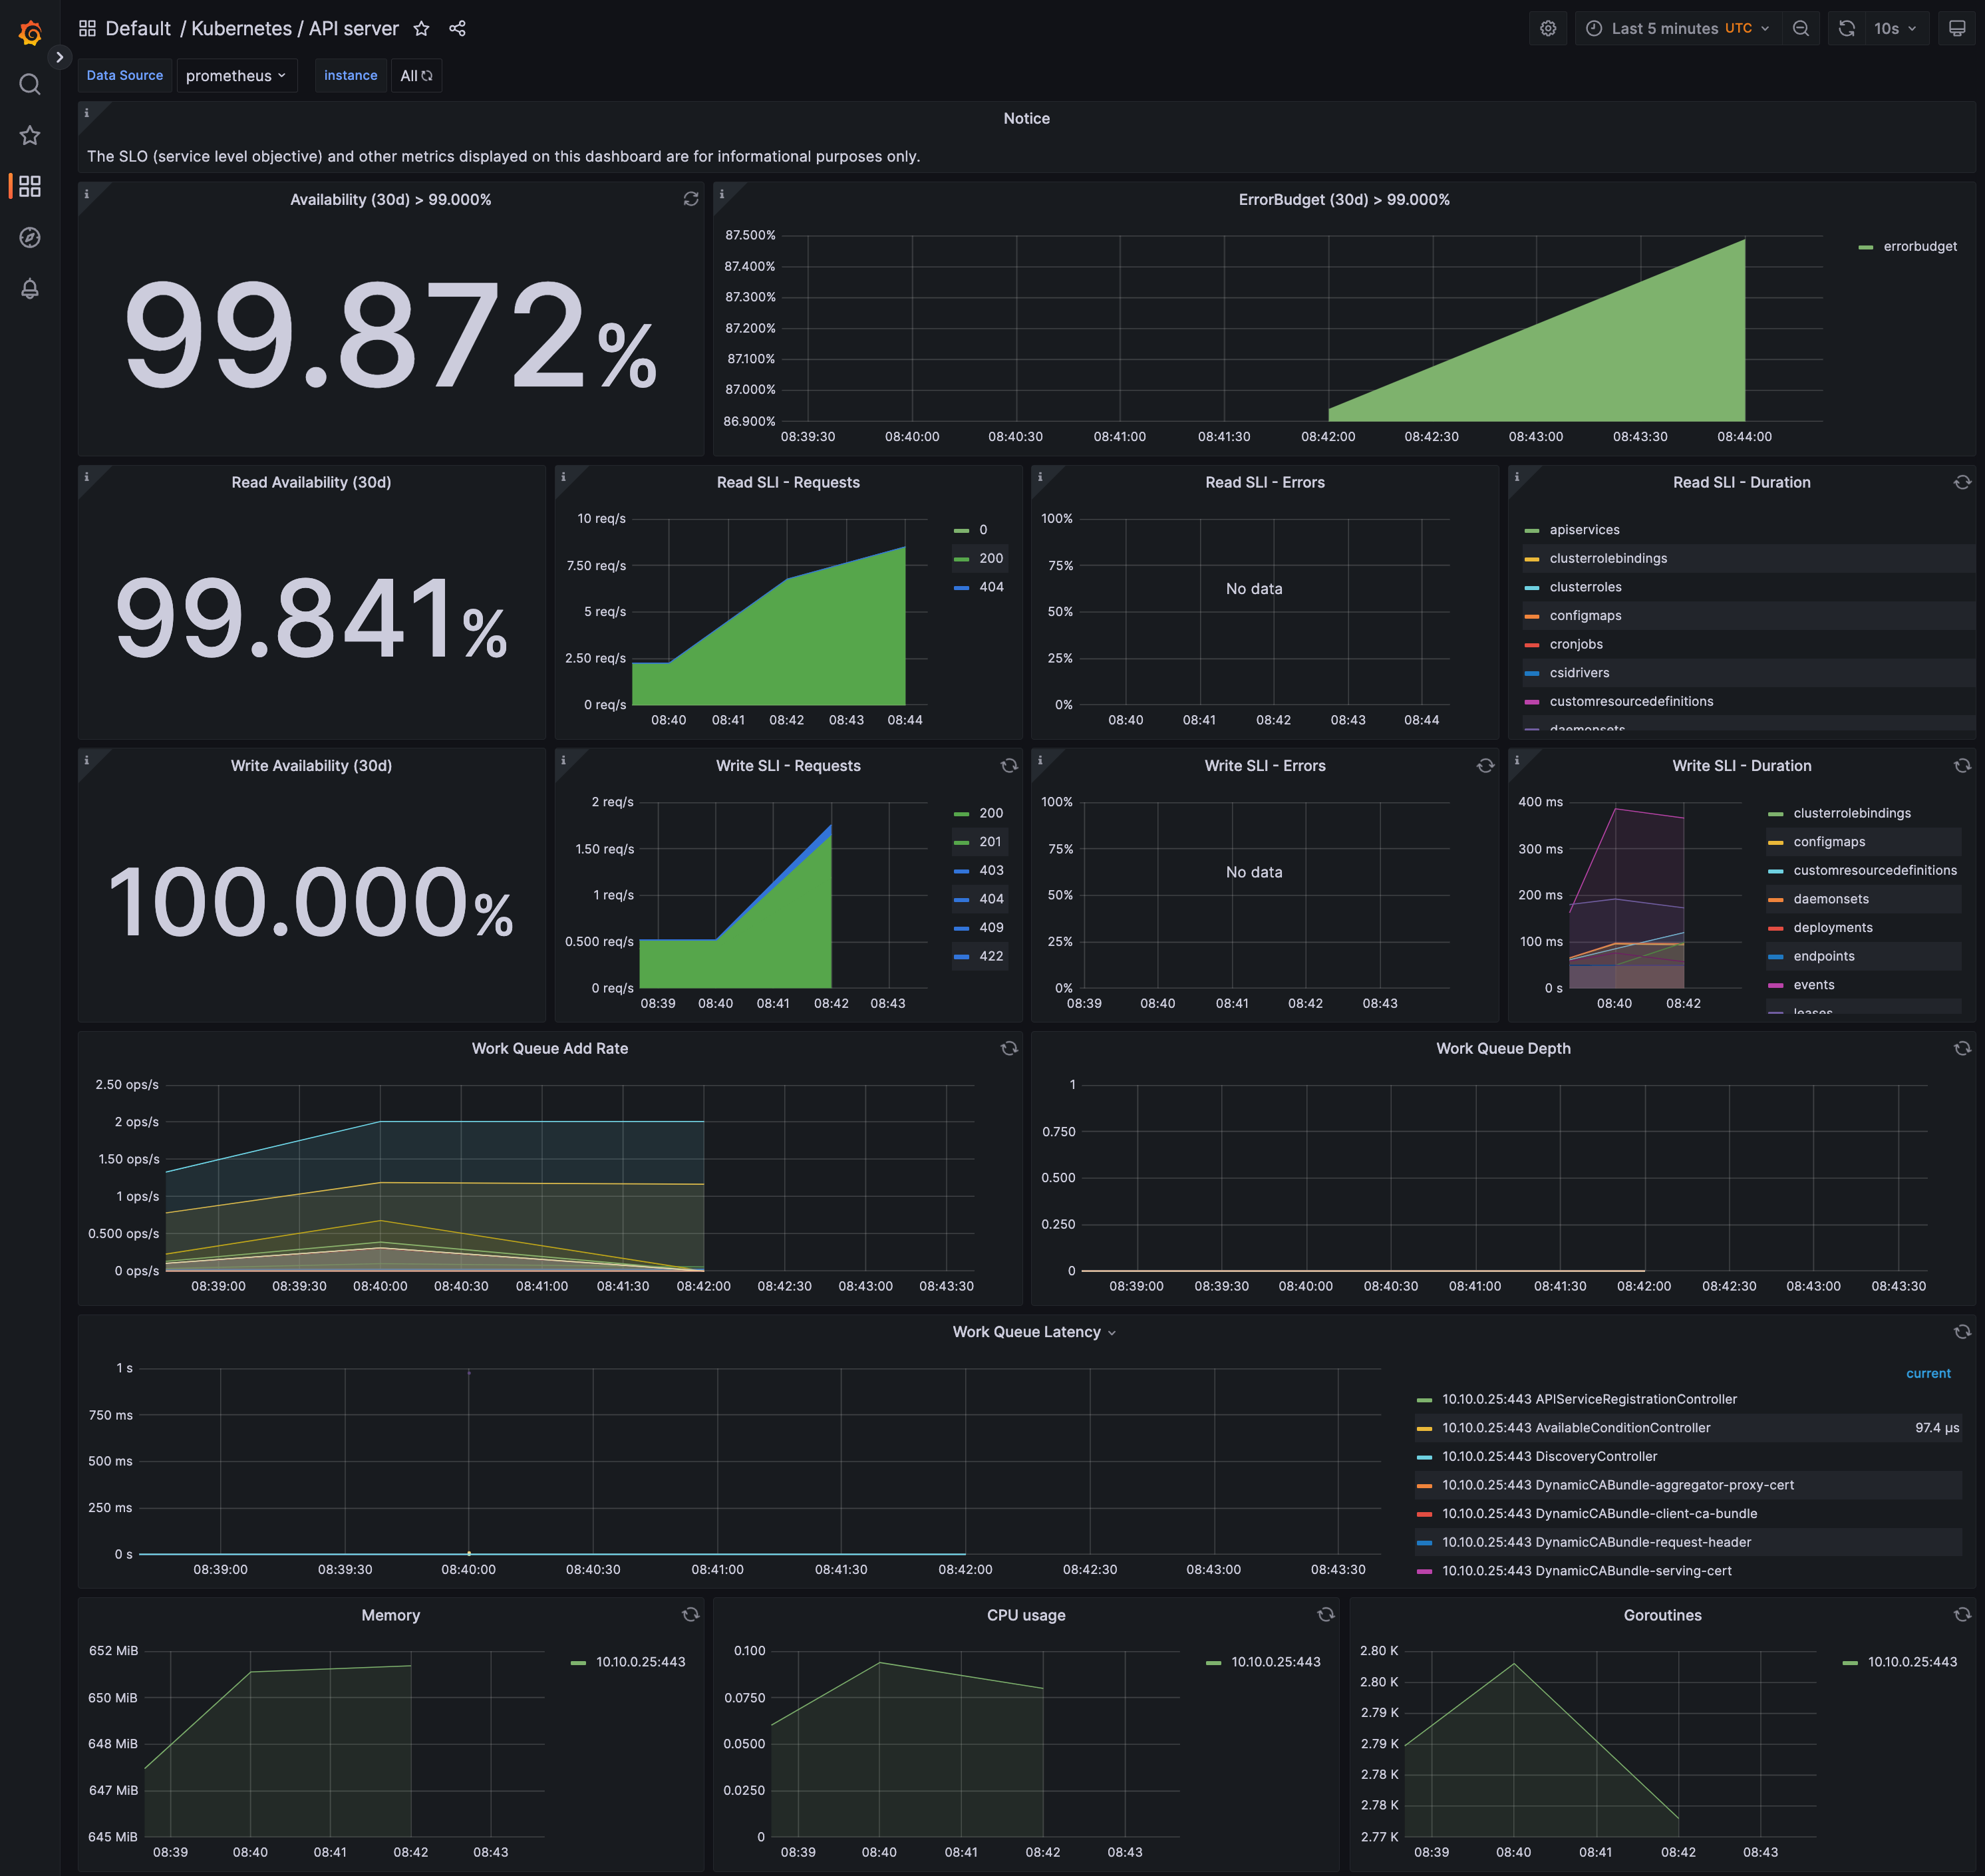 Default / Kubernetes / API server
Last 5 minutes UTC
10s
Data Source prometheus instance All
Notice
The SLO (service level objective) and other metrics displayed on this dashboard are for informational purposes only.
Availability (30d) > 99.000%
99.872%
ErrorBudget (30d) > 99.000%
87.500%
87.400%
87.300%
87.200%
87.100%
87.000%
86.900%
08:39:30 08:40:00 08:40:30 08:41:00 08:41:30 08:42:00 08:42:30 08:43:00 08:43:30 08:44:00
errorbudget
Read Availability (30d)
99.841%
Read SLI - Requests
10 req/s
7.50 req/s
5 req/s
2.50 req/s
0 req/s
08:40 08:41 08:42 08:43 08:44
0
200
404
Read SLI - Errors
100%
75%
50%
25%
0%
No data
08:40 08:41 08:42 08:43 08:44
Read SLI - Duration
apiservices
clusterrolebindings
clusterroles
configmaps
cronjobs
csidrivers
customresourcedefinitions
daemonsets
Write Availability (30d)
100.000%
Write SLI - Requests
2 req/s
1.50 req/s
1 req/s
0.500 req/s
0 req/s
08:39 08:40 08:41 08:42 08:43
200
201
403
404
409
422
Write SLI - Errors
100%
75%
50%
25%
0%
No data
08:39 08:40 08:41 08:42 08:43
Write SLI - Duration
400 ms
300 ms
200 ms
100 ms
0 s
08:40 08:42
clusterrolebindings
configmaps
customresourcedefinitions
daemonsets
deployments
endpoints
events
leases
Work Queue Add Rate
2.50 ops/s
2 ops/s
1.50 ops/s
1 ops/s
0.500 ops/s
0 ops/s
08:39:00 08:39:30 08:40:00 08:40:30 08:41:00 08:41:30 08:42:00 08:42:30 08:43:00 08:43:30
Work Queue Depth
1
0.750
0.500
0.250
0
08:39:00 08:39:30 08:40:00 08:40:30 08:41:00 08:41:30 08:42:00 08:42:30 08:43:00 08:43:30
Work Queue Latency
1 s
750 ms
500 ms
250 ms
0 s
08:39:00 08:39:30 08:40:00 08:40:30 08:41:00 08:41:30 08:42:00 08:42:30 08:43:00 08:43:30
current
10.10.0.25:443 APIServiceRegistrationController
10.10.0.25:443 AvailableConditionController 97.4 µs
10.10.0.25:443 DiscoveryController
10.10.0.25:443 DynamicCABundle-aggregator-proxy-cert
10.10.0.25:443 DynamicCABundle-client-ca-bundle
10.10.0.25:443 DynamicCABundle-request-header
10.10.0.25:443 DynamicCABundle-serving-cert
Memory
652 MiB
650 MiB
648 MiB
647 MiB
645 MiB
08:39 08:40 08:41 08:42 08:43
10.10.0.25:443
CPU usage
0.100
0.0750
0.0500
0.0250
0
08:39 08:40 08:41 08:42 08:43
10.10.0.25:443
Goroutines
2.80 K
2.80 K
2.79 K
2.79 K
2.78 K
2.78 K
2.77 K
08:39 08:40 08:41 08:42 08:43
10.10.0.25:443